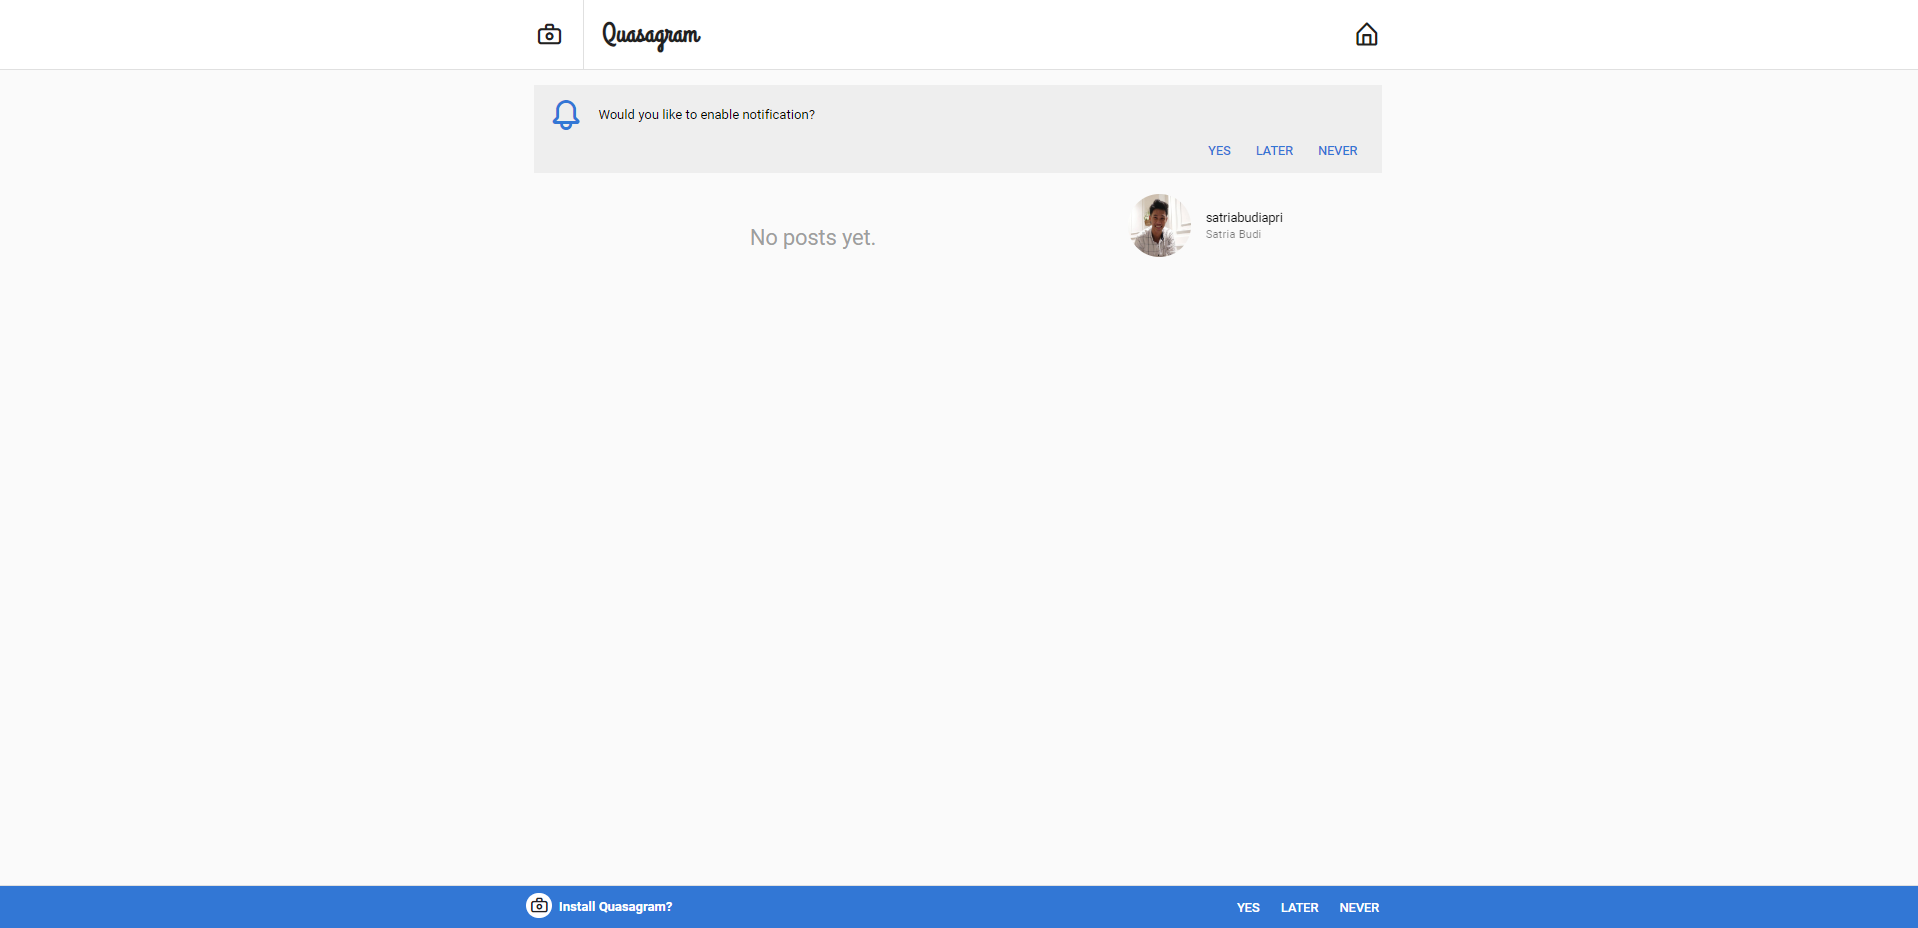 Quasagram
Would you like to enable notification?
YES LATER NEVER
No posts yet.
satriabudiapri
Satria Budi
Install Quasagram?
YES LATER NEVER